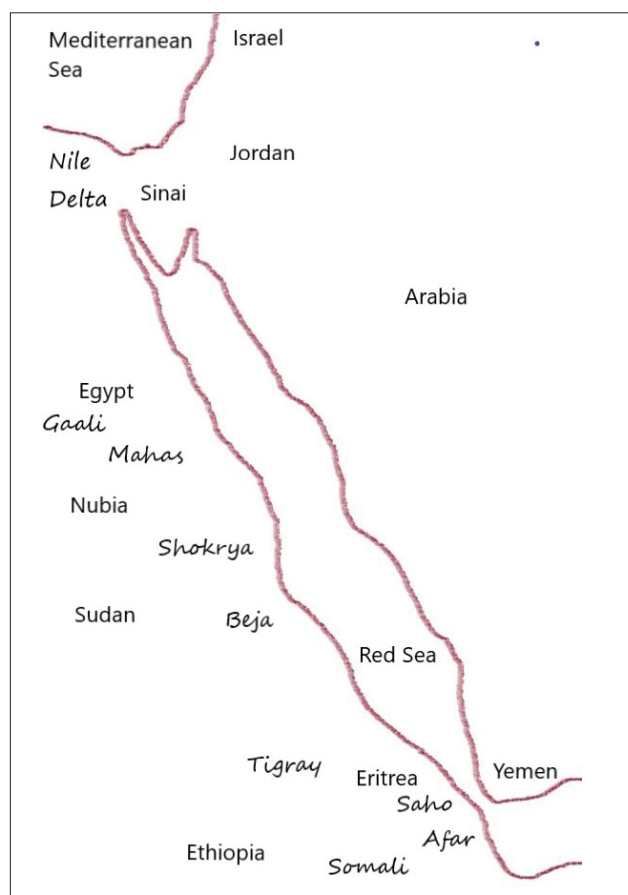 Mediterranean
Sea
Israel
Nile
Delta
Jordan
Sinai
Arabia
Egypt
Gaali
Mahas
Nubia
Shokrya
Sudan
Beja
Red Sea
Tigray
Eritrea
Yemen
Saho
Afar
Ethiopia
Somali